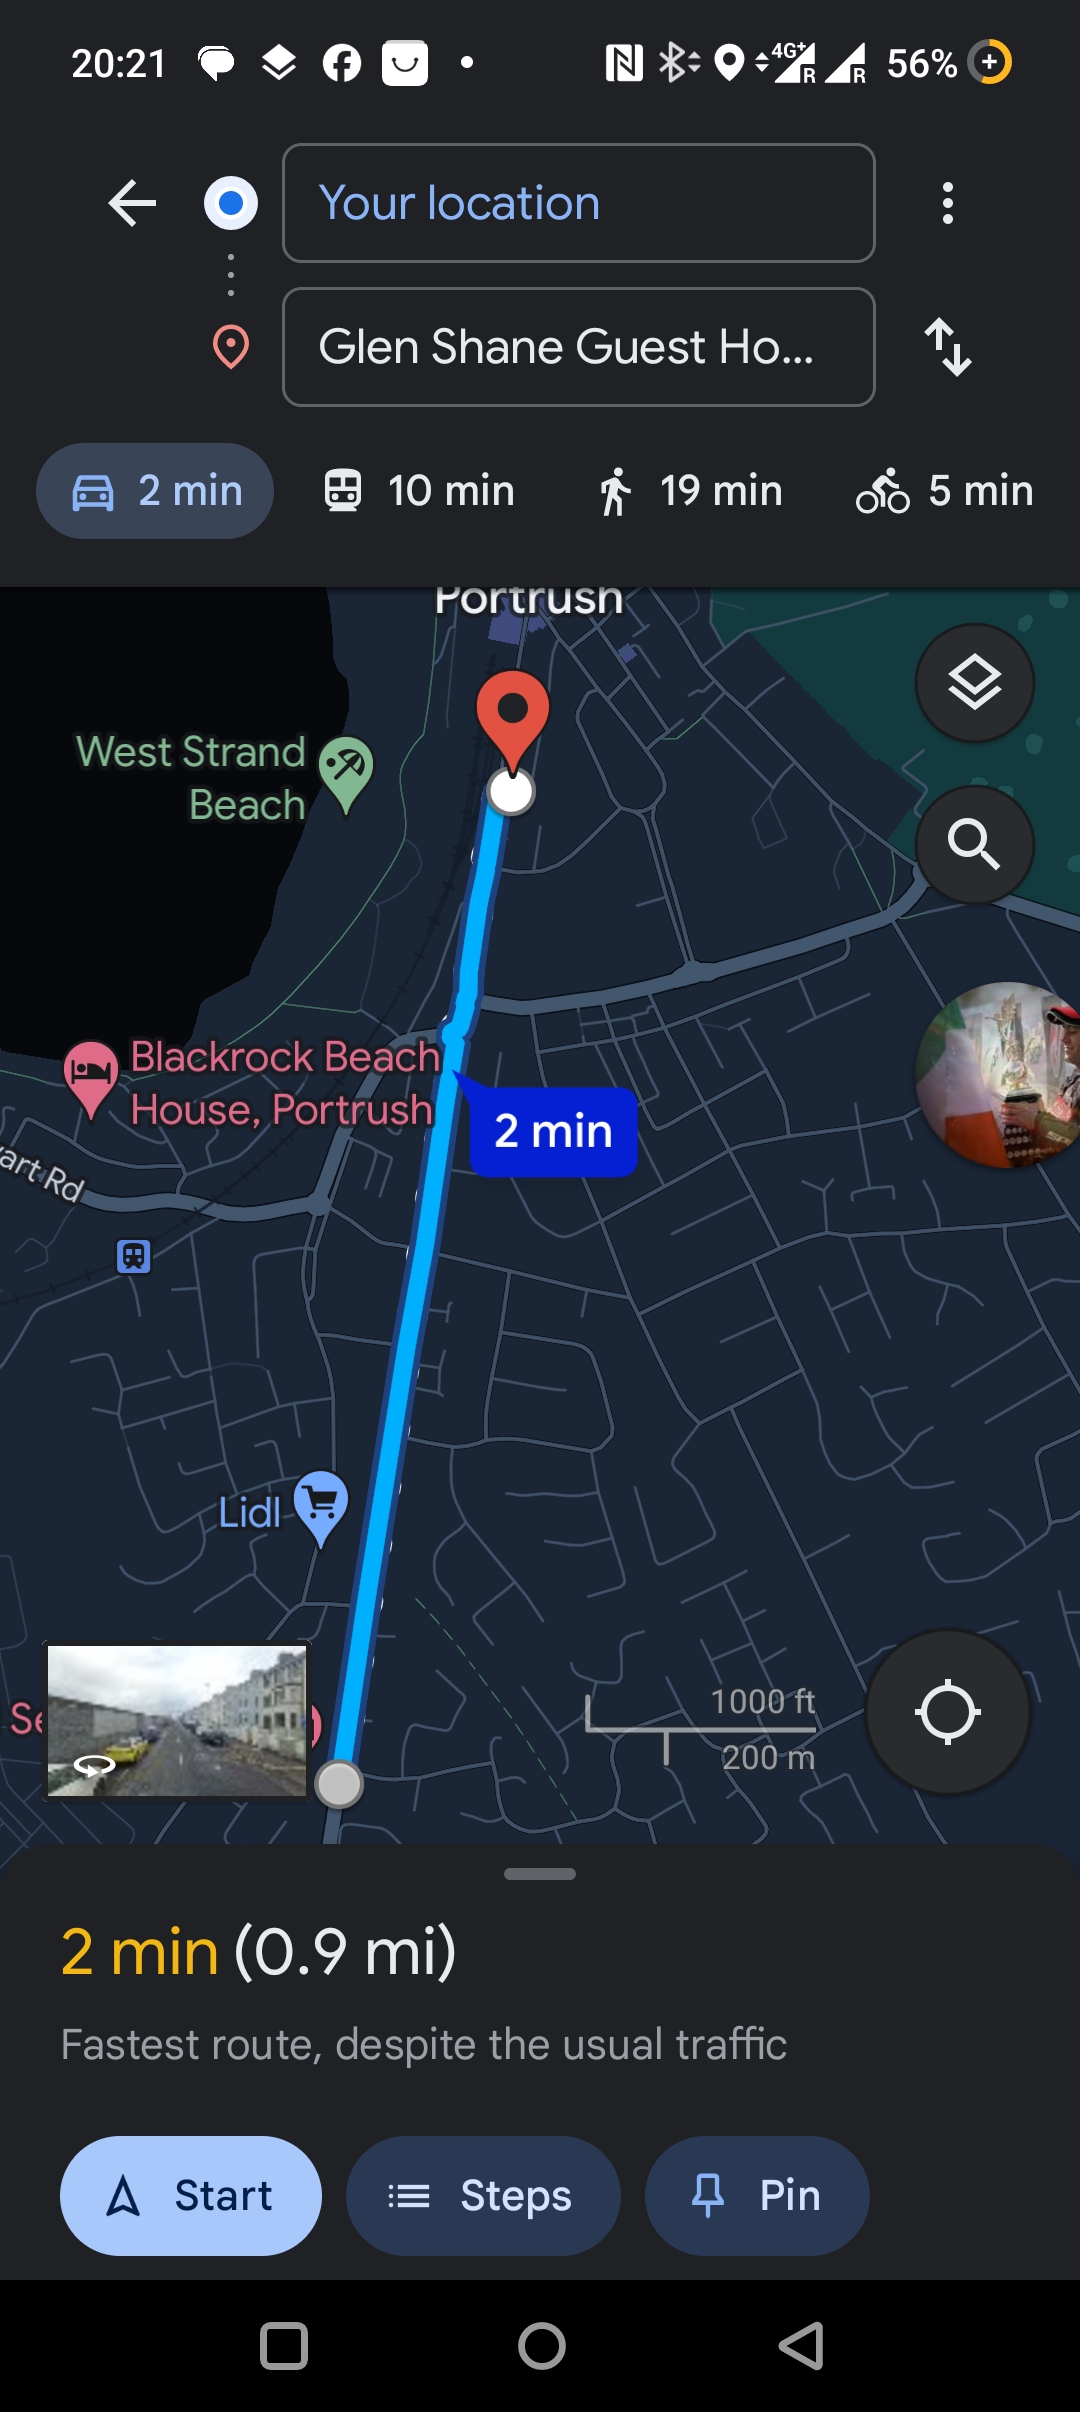 20:21
4G+
R
R
56%
Your location
Glen Shane Guest Ho...
2 min
10 min
19 min
5 min
Portrush
West Strand
Beach
Blackrock Beach
House, Portrush
2 min
art Rd
Lidl
Se
1000 ft
200 m
2 min (0.9 mi)
Fastest route, despite the usual traffic
Start
Steps
Pin